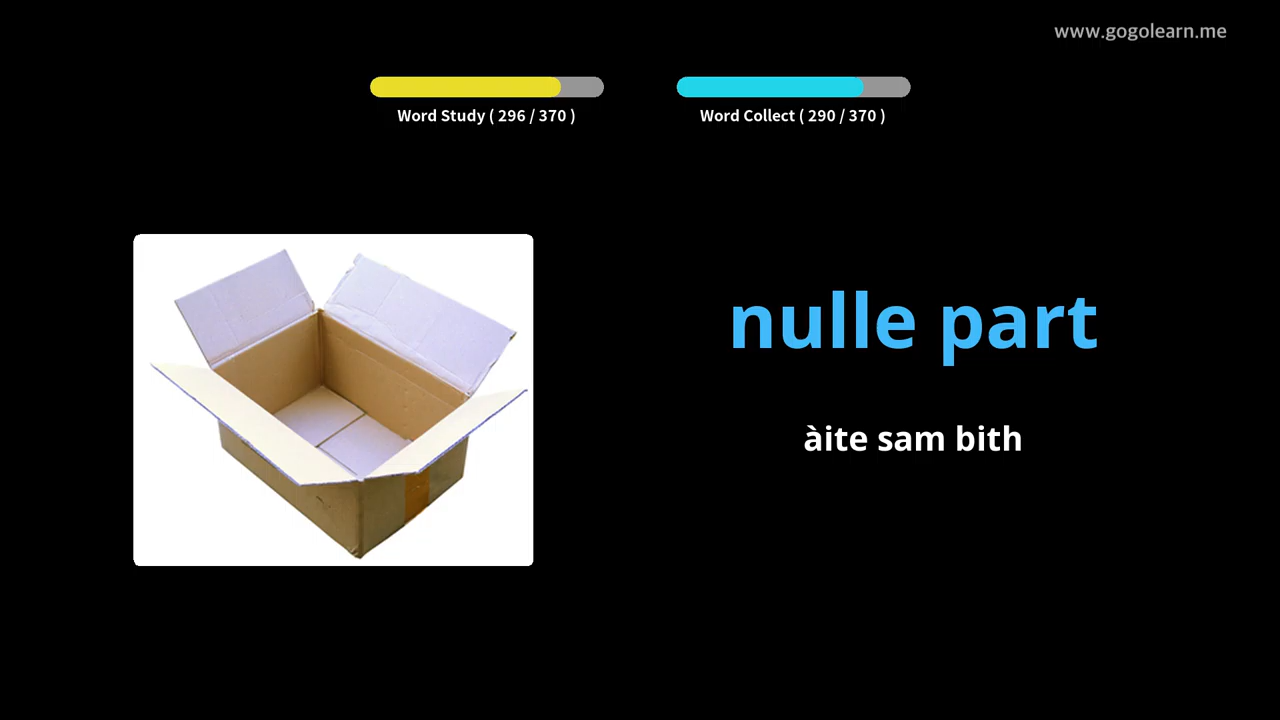 www.gogolearn.me
Word Study ( 296 / 370 )
Word Collect ( 290 / 370 )
nulle part
àite sam bith